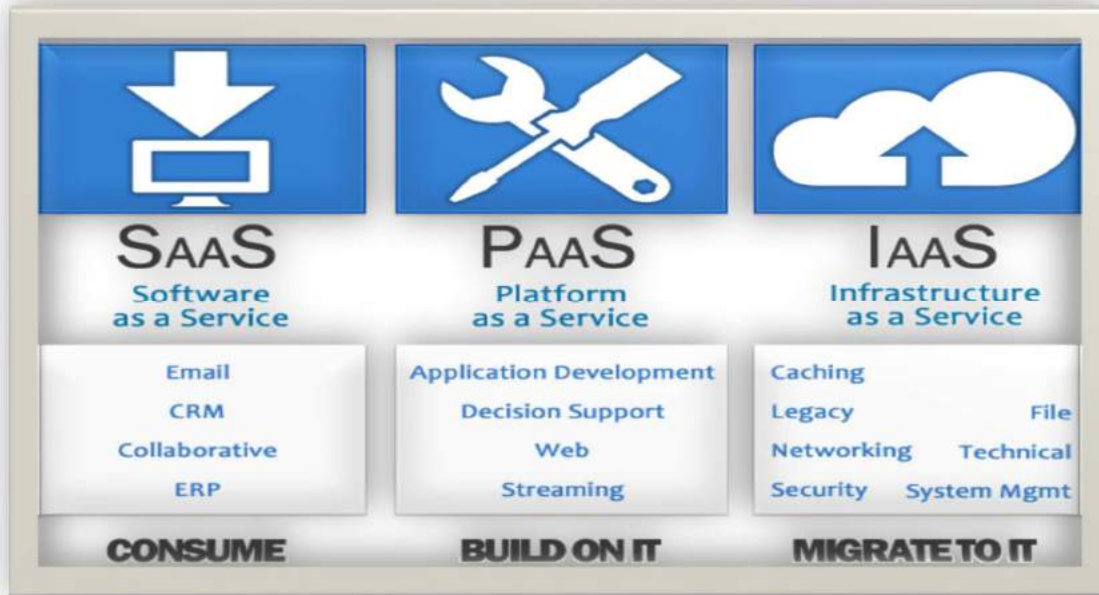 SAAS
Software
as a Service
Email
CRM
Collaborative
ERP
CONSUME
PAAS
Platform
as a Service
Application Development
Decision Support
Web
Streaming
BUILD ON IT
IAAS
Infrastructure
as a Service
Caching
Legacy File
Networking Technical
Security System Mgmt
MIGRATE TO IT